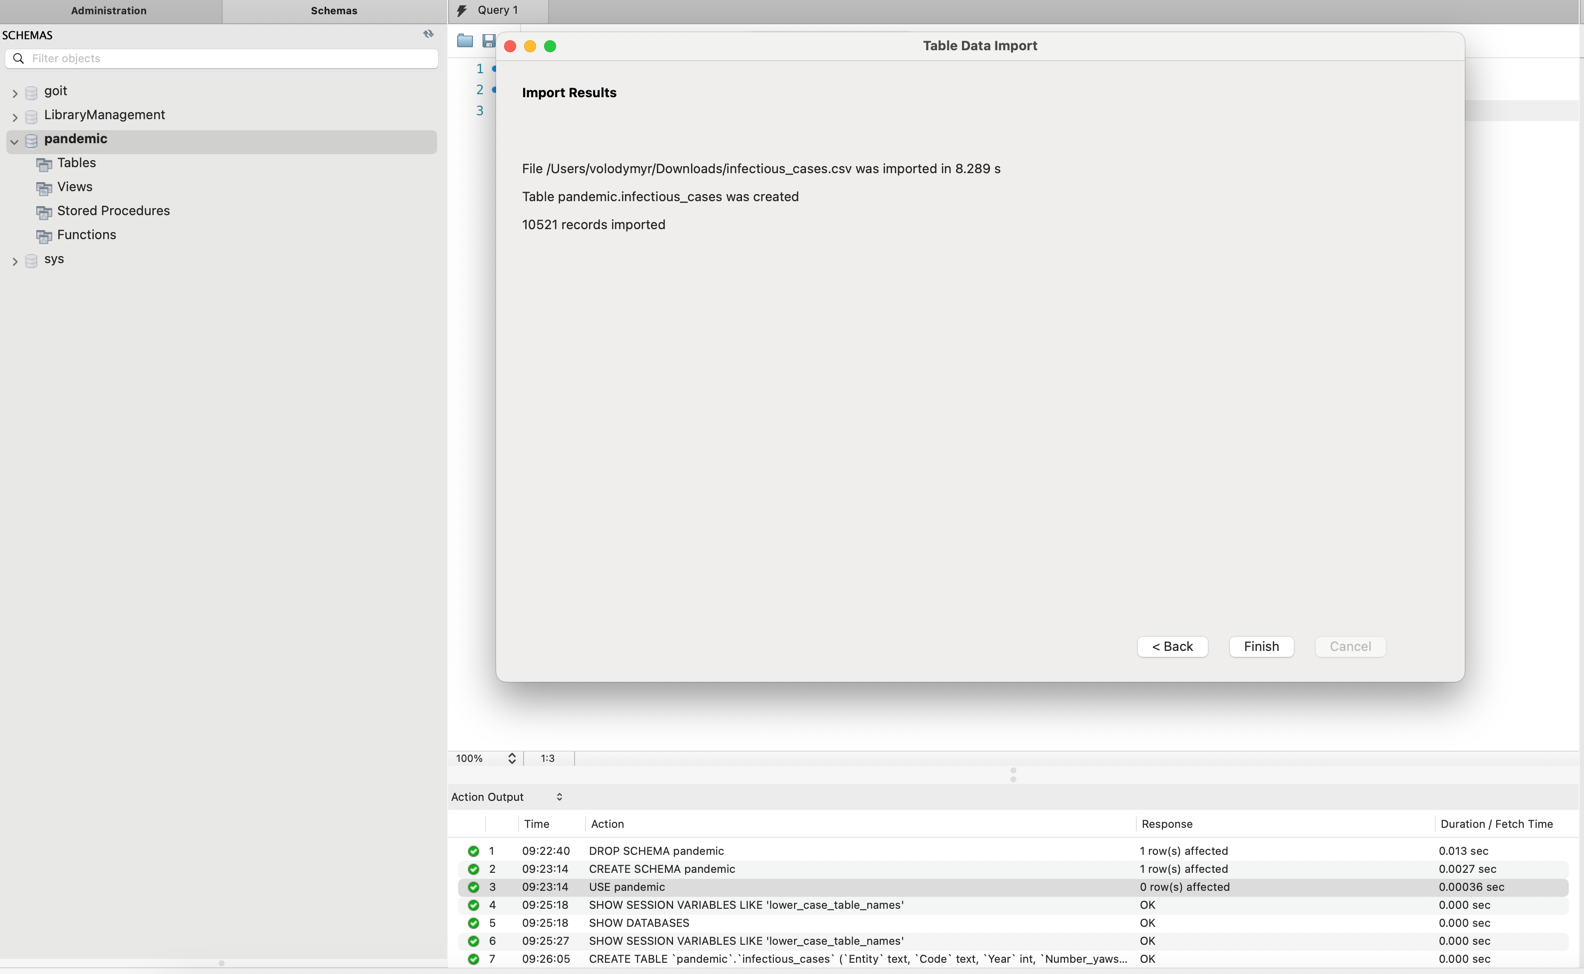 Administration
Schemas
Query 1
SCHEMAS
Filter objects
goit
LibraryManagement
pandemic
Tables
Views
Stored Procedures
Functions
sys
1
2
3
Table Data Import
Import Results
File /Users/volodymyr/Downloads/infectious_cases.csv was imported in 8.289 s
Table pandemic.infectious_cases was created
10521 records imported
< Back
Finish
Cancel
100%
1:3
Action Output
Time Action Response Duration / Fetch Time
1 09:22:40 DROP SCHEMA pandemic 1 row(s) affected 0.013 sec
2 09:23:14 CREATE SCHEMA pandemic 1 row(s) affected 0.0027 sec
3 09:23:14 USE pandemic 0 row(s) affected 0.00036 sec
4 09:25:18 SHOW SESSION VARIABLES LIKE 'lower_case_table_names' OK 0.000 sec
5 09:25:18 SHOW DATABASES OK 0.000 sec
6 09:25:27 SHOW SESSION VARIABLES LIKE 'lower_case_table_names' OK 0.000 sec
7 09:26:05 CREATE TABLE `pandemic`.`infectious_cases` (`Entity` text, `Code` text, `Year` int, `Number_yaws... OK 0.000 sec